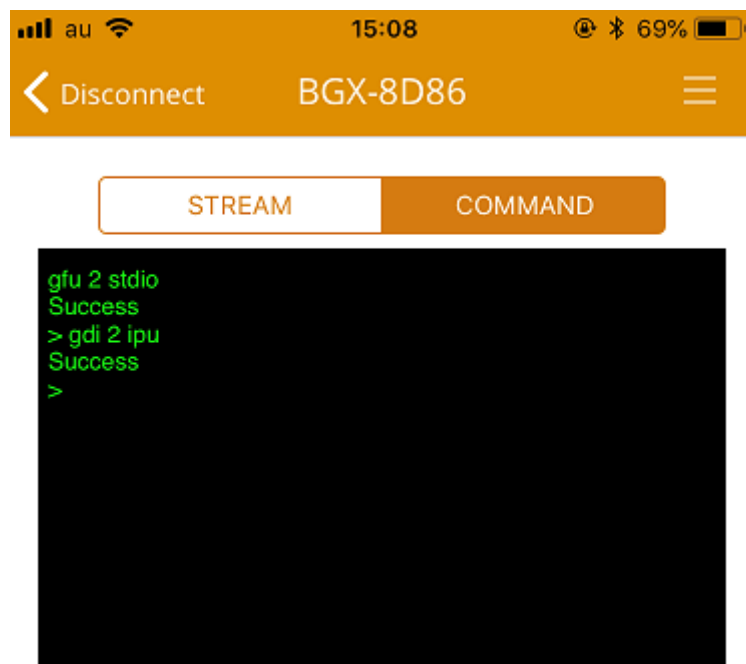 au 15:08 69%
Disconnect BGX-8D86
STREAM COMMAND
gfu 2 stdio
Success
> gdi 2 ipu
Success
>